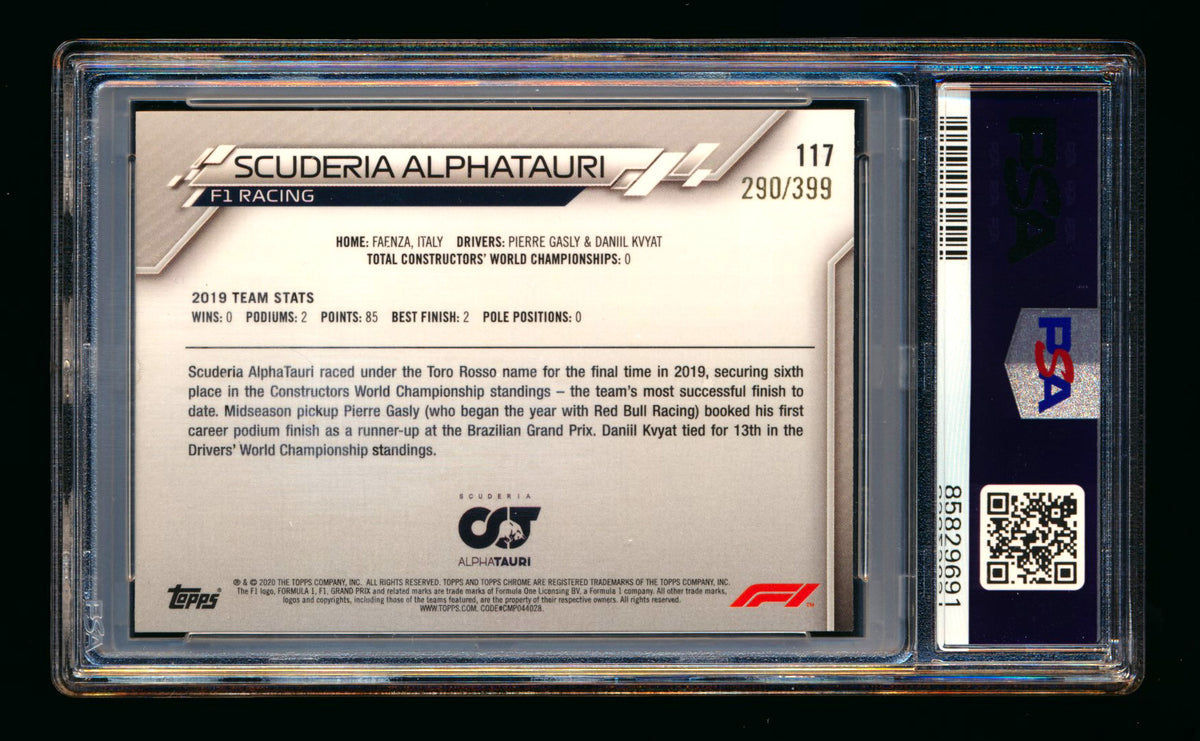 SCUDERIA ALPHATAURI
F1 RACING
117
290/399
HOME: FAENZA, ITALY DRIVERS: PIERRE GASLY & DANIIL KVYAT
TOTAL CONSTRUCTORS' WORLD CHAMPIONSHIPS: 0
2019 TEAM STATS
WINS: 0 PODIUMS: 2 POINTS: 85 BEST FINISH: 2 POLE POSITIONS: 0
Scuderia AlphaTauri raced under the Toro Rosso name for the final time in 2019, securing sixth
place in the Constructors World Championship standings – the team's most successful finish to
date. Midseason pickup Pierre Gasly (who began the year with Red Bull Racing) booked his first
career podium finish as a runner-up at the Brazilian Grand Prix. Daniil Kvyat tied for 13th in the
Drivers' World Championship standings.
SCUDERIA
AT
ALPHATAURI
Topps
℗ & © 2020 THE TOPPS COMPANY, INC. ALL RIGHTS RESERVED. TOPPS AND TOPPS CHROME ARE REGISTERED TRADEMARKS OF THE TOPPS COMPANY, INC.
The F1 logo, FORMULA 1, F1, GRAND PRIX and related marks are trade marks of Formula One Licensing BV, a Formula 1 company. All other trade marks,
logos and copyrights, including those of the teams featured, are the property of their respective owners. All rights reserved.
WWW.TOPPS.COM. CODE#CMP044028.
F1 ™
PSA
PSA
85829691
PSA